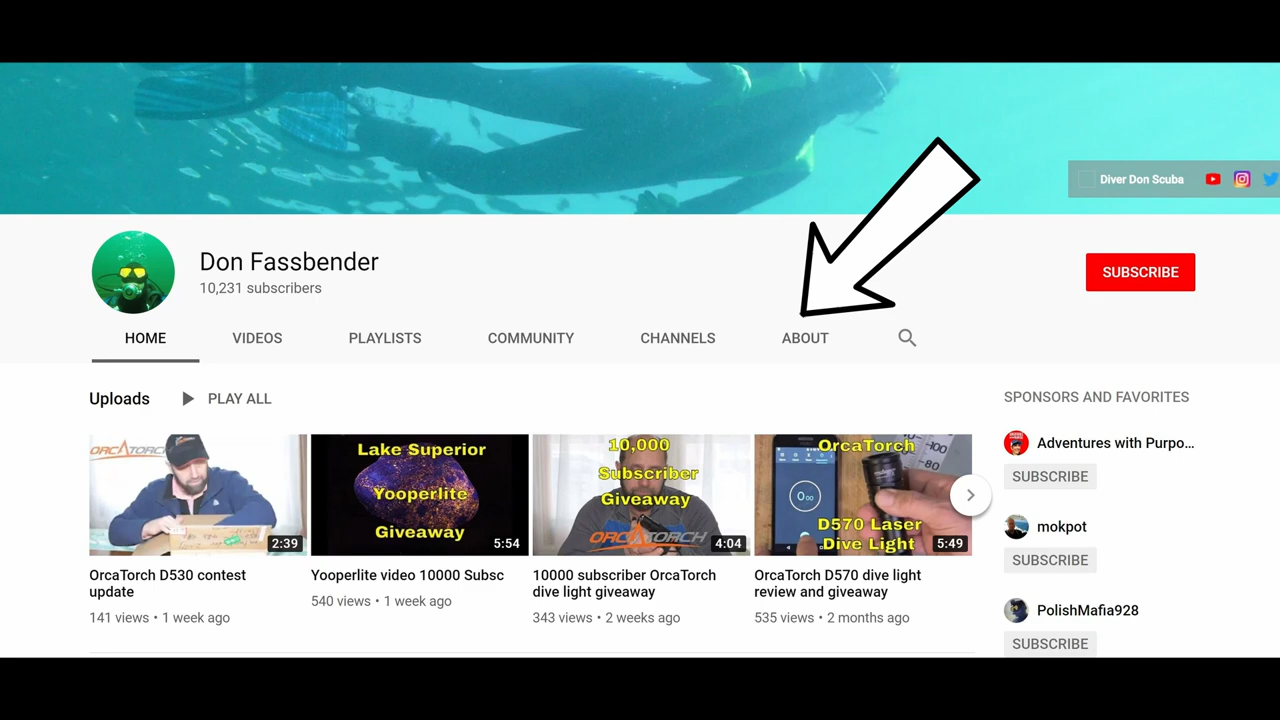 Diver Don Scuba
Don Fassbender
10,231 subscribers
SUBSCRIBE
HOME
VIDEOS
PLAYLISTS
COMMUNITY
CHANNELS
ABOUT
Uploads
PLAY ALL
ORCATORCH
2:39
OrcaTorch D530 contest
update
141 views • 1 week ago
Lake Superior
Yooperlite
Giveaway
5:54
Yooperlite video 10000 Subsc
540 views • 1 week ago
10,000
Subscriber
Giveaway
ORCATORCH
4:04
10000 subscriber OrcaTorch
dive light giveaway
343 views • 2 weeks ago
OrcaTorch
-100
-80
000
D570 Laser
Dive Light
5:49
OrcaTorch D570 dive light
review and giveaway
535 views • 2 months ago
SPONSORS AND FAVORITES
Adventures with Purpo...
SUBSCRIBE
mokpot
SUBSCRIBE
PolishMafia928
SUBSCRIBE